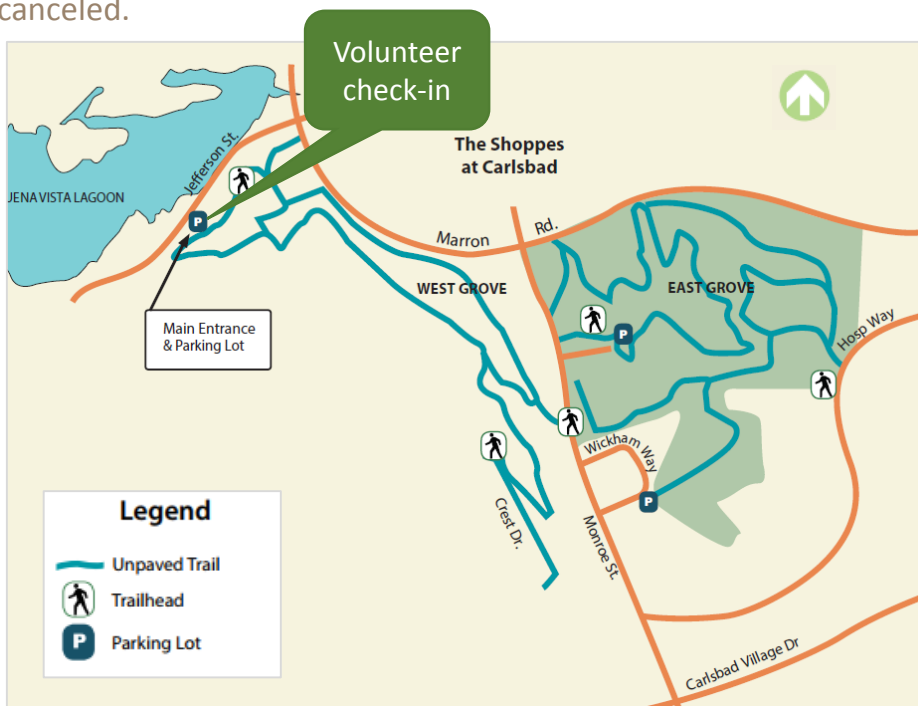 canceled.
Volunteer
check-in
The Shoppes
at Carlsbad
Jefferson St.
JENA VISTA LAGOON
Marron Rd.
WEST GROVE
EAST GROVE
Main Entrance
& Parking Lot
Hosp Way
Wickham Way
Crest Dr.
Monroe St.
Legend
Unpaved Trail
Trailhead
P Parking Lot
Carlsbad Village Dr
P
P
P